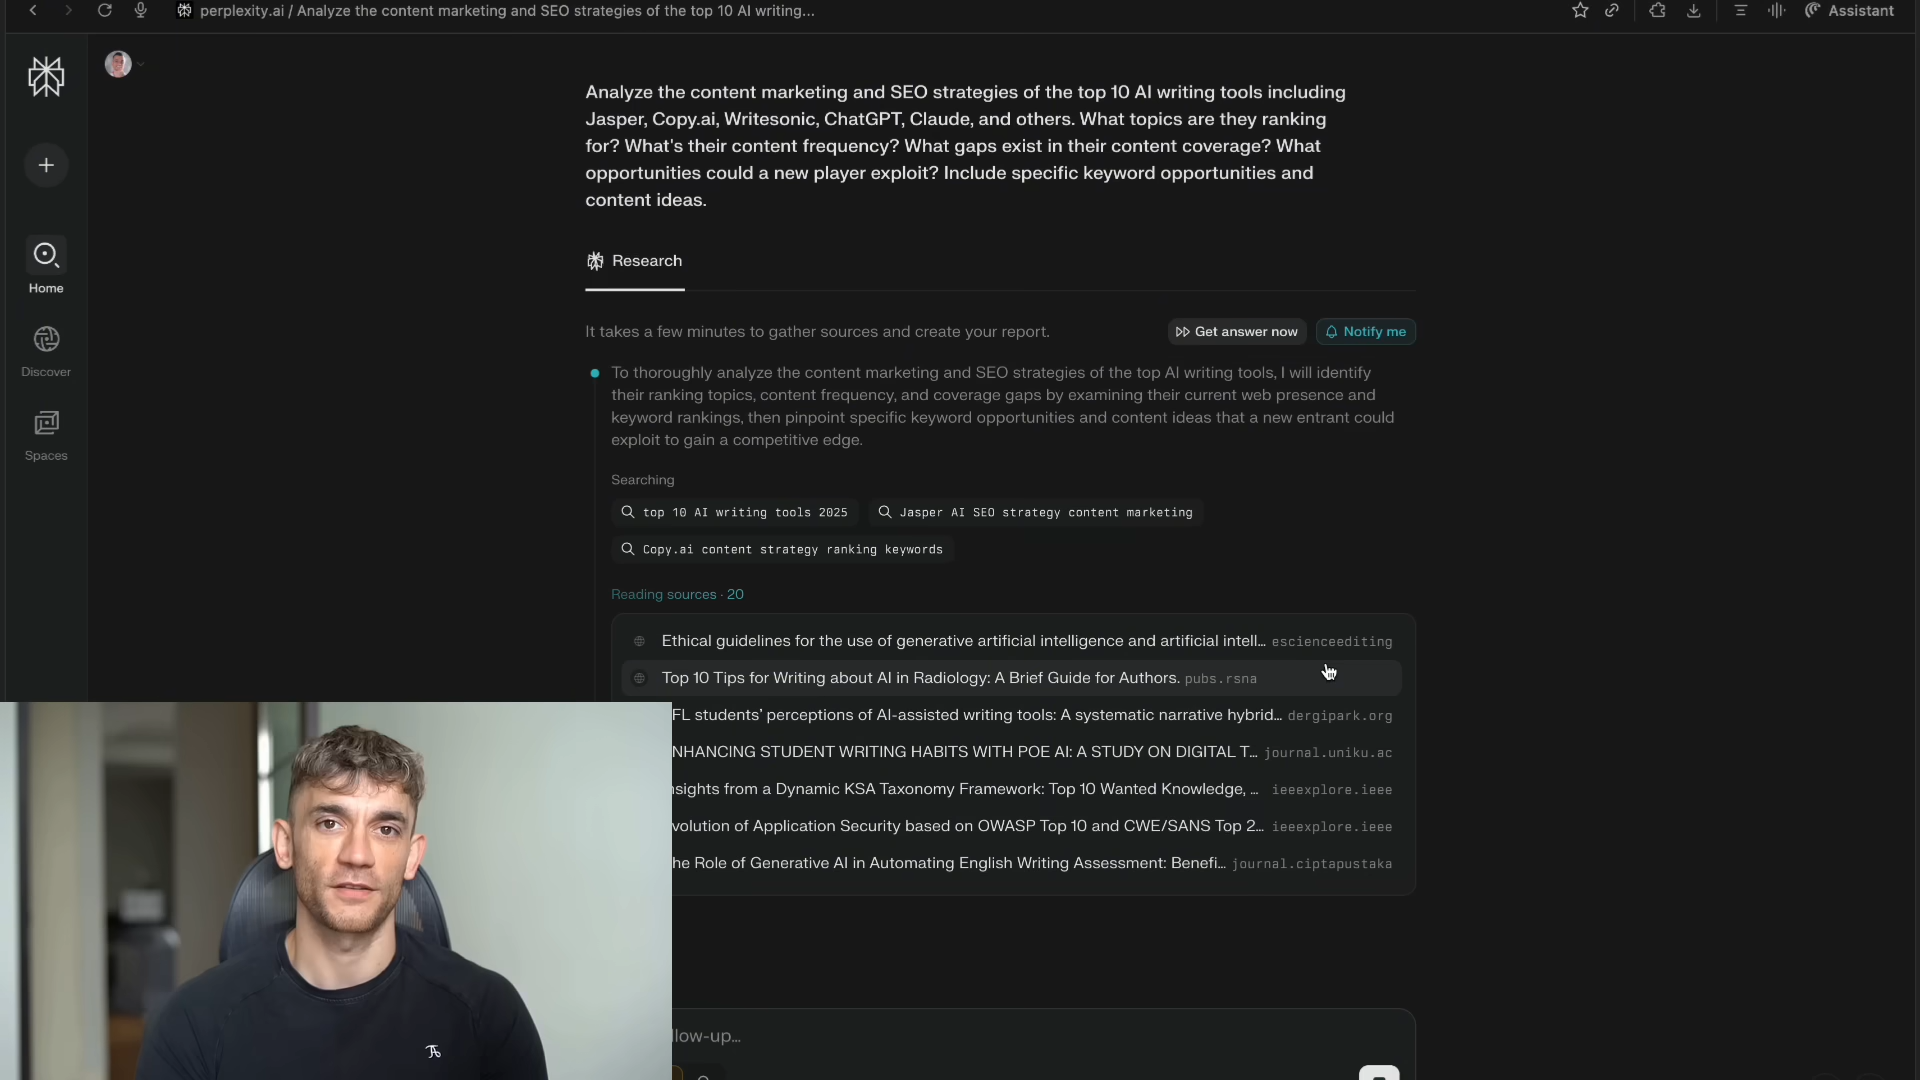 perplexity.ai / Analyze the content marketing and SEO strategies of the top 10 AI writing...
Assistant
Analyze the content marketing and SEO strategies of the top 10 AI writing tools including
Jasper, Copy.ai, Writesonic, ChatGPT, Claude, and others. What topics are they ranking
for? What's their content frequency? What gaps exist in their content coverage? What
opportunities could a new player exploit? Include specific keyword opportunities and
content ideas.
Home
Discover
Spaces
Research
It takes a few minutes to gather sources and create your report.
Get answer now
Notify me
To thoroughly analyze the content marketing and SEO strategies of the top AI writing tools, I will identify
their ranking topics, content frequency, and coverage gaps by examining their current web presence and
keyword rankings, then pinpoint specific keyword opportunities and content ideas that a new entrant could
exploit to gain a competitive edge.
Searching
top 10 AI writing tools 2025
Jasper AI SEO strategy content marketing
Copy.ai content strategy ranking keywords
Reading sources · 20
Ethical guidelines for the use of generative artificial intelligence and artificial intell... escienceediting
Top 10 Tips for Writing about AI in Radiology: A Brief Guide for Authors. pubs.rsna
FL students' perceptions of AI-assisted writing tools: A systematic narrative hybrid... dergipark.org
NHANCING STUDENT WRITING HABITS WITH POE AI: A STUDY ON DIGITAL T... journal.uniku.ac
nsights from a Dynamic KSA Taxonomy Framework: Top 10 Wanted Knowledge, ... ieeexplore.ieee
volution of Application Security based on OWASP Top 10 and CWE/SANS Top 2... ieeexplore.ieee
he Role of Generative AI in Automating English Writing Assessment: Benefi... journal.ciptapustaka
llow-up...